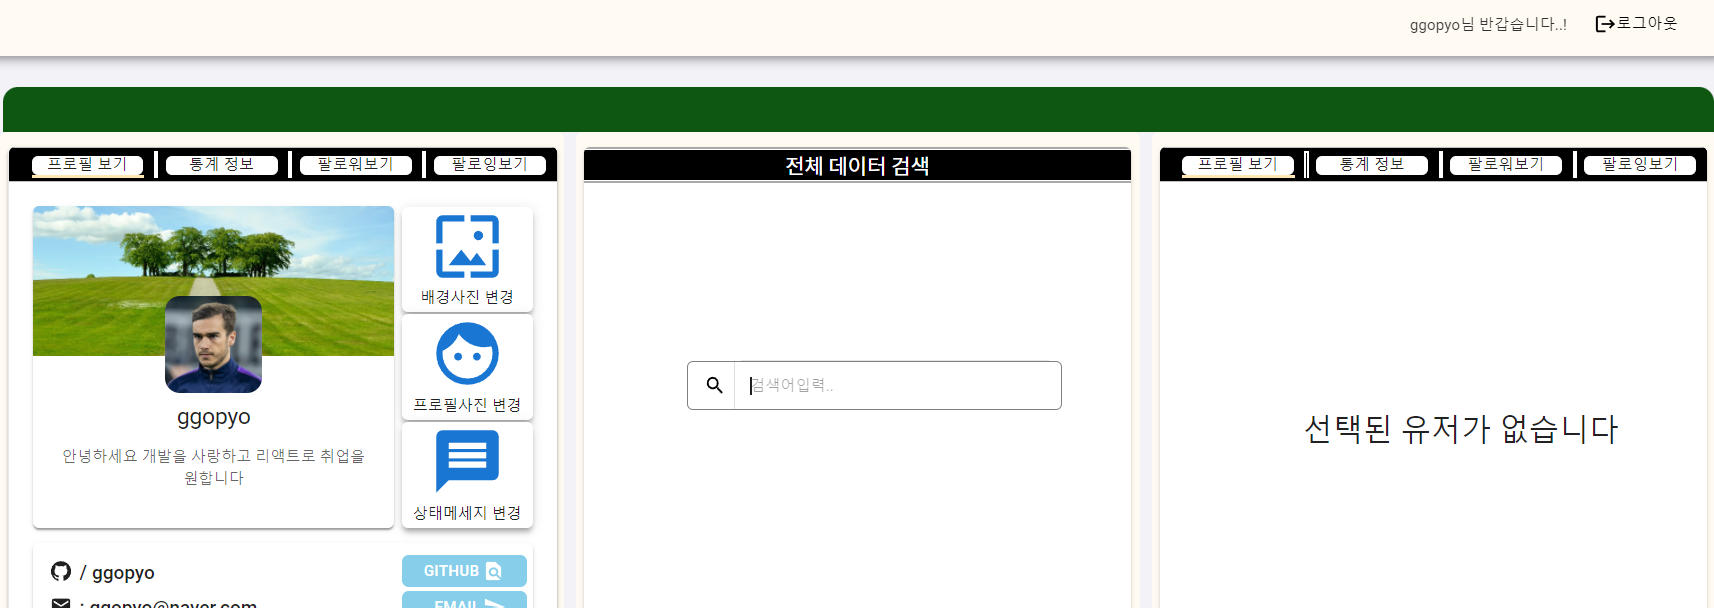 ggopyo님 반갑습니다..!
로그아웃
프로필 보기
통계 정보
팔로워보기
팔로잉보기
배경사진 변경
프로필사진 변경
ggopyo
안녕하세요 개발을 사랑하고 리액트로 취업을
원합니다
상태메세지 변경
/ ggopyo
GITHUB
: ggopyo@naver.com
EMAIL
전체 데이터 검색
검색어입력..
프로필 보기
통계 정보
팔로워보기
팔로잉보기
선택된 유저가 없습니다